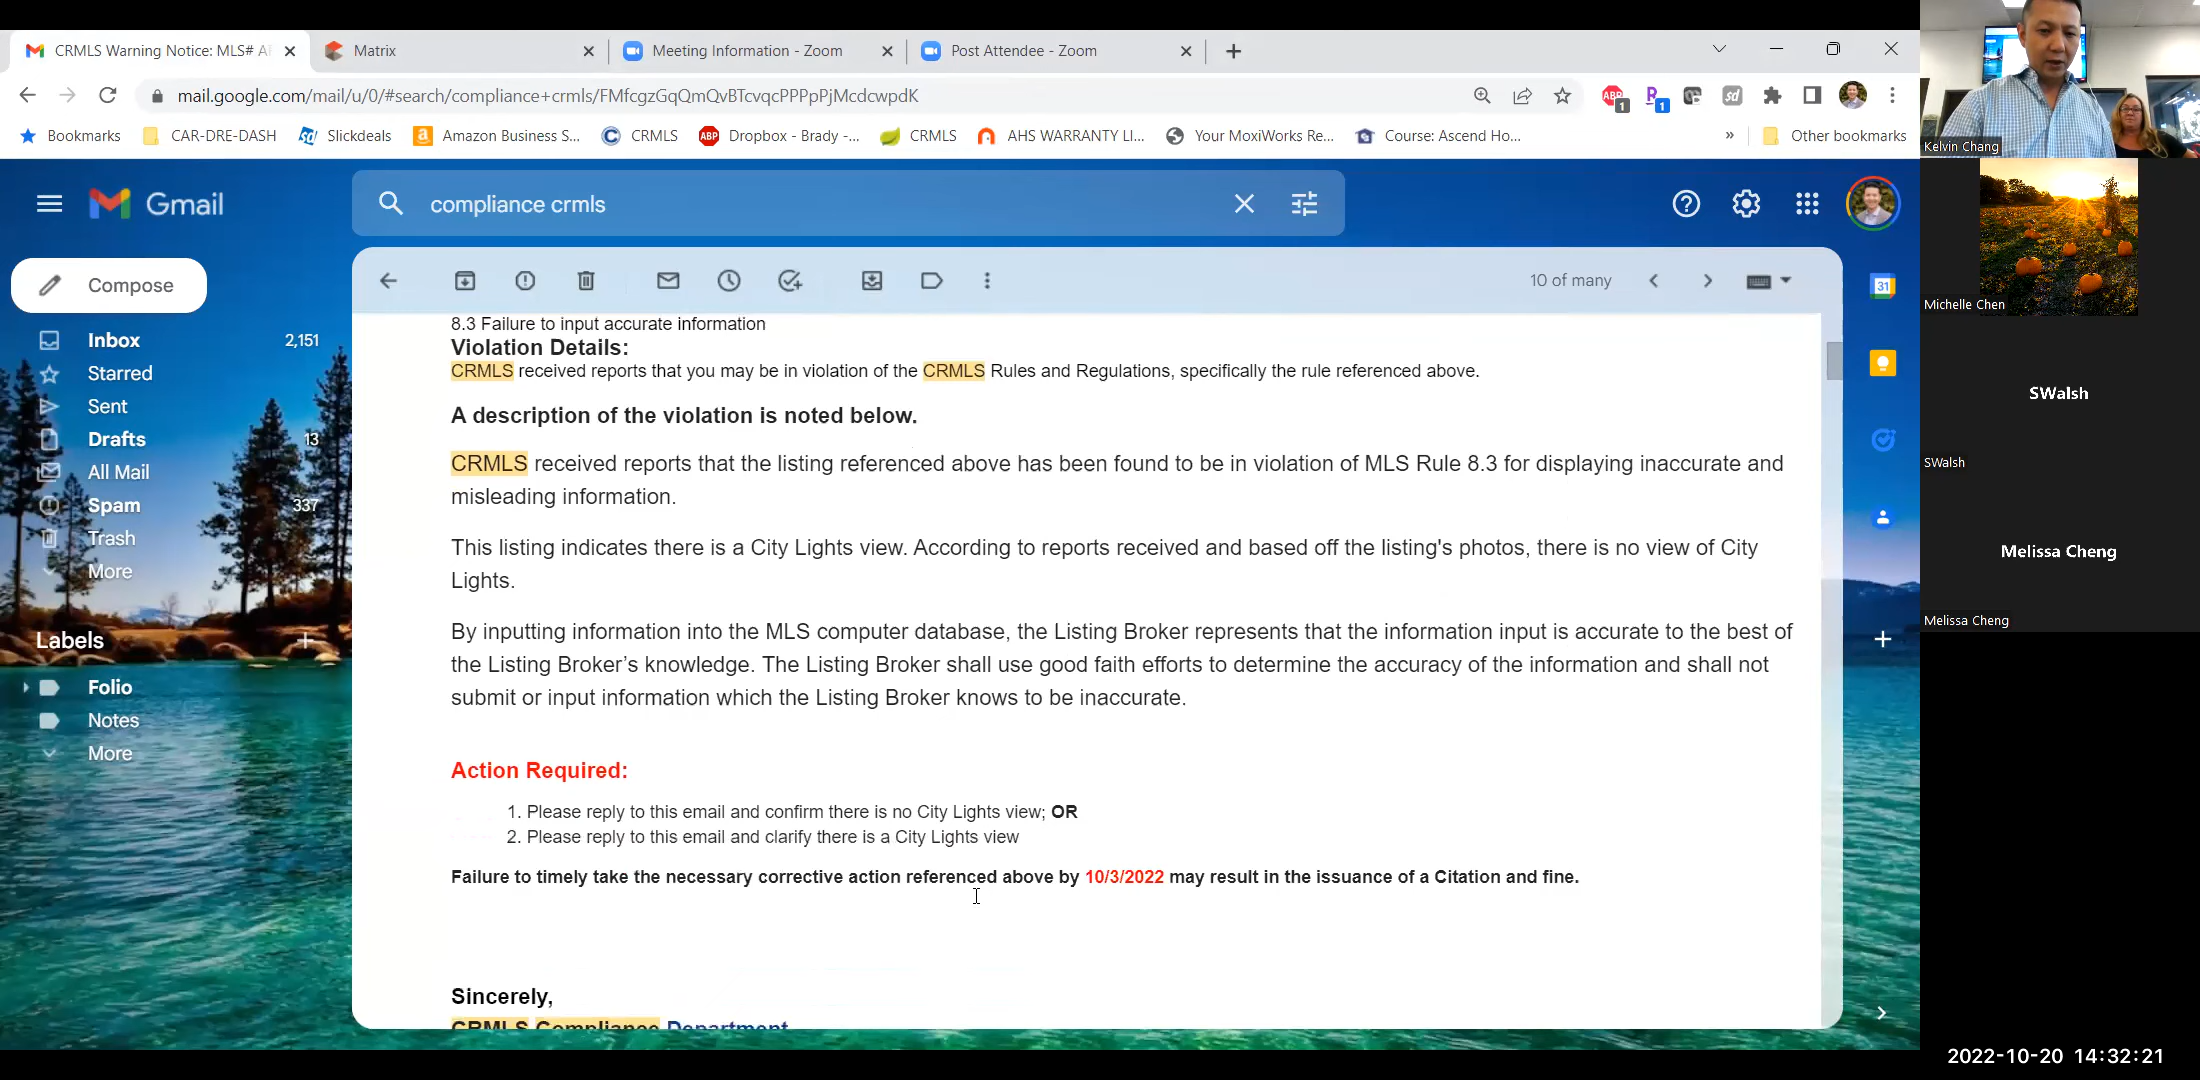 CRMLS Warning Notice: MLS# A
Matrix
Meeting Information - Zoom
Post Attendee - Zoom
mail.google.com/mail/u/0/#search/compliance+crmls/FMfcgzGqQmQvBTcvqcPPPpPjMcdcwpdK
Bookmarks
CAR-DRE-DASH
Slickdeals
Amazon Business S...
CRMLS
Dropbox - Brady -...
CRMLS
AHS WARRANTY LI...
Your MoxiWorks Re...
Course: Ascend Ho...
»
Other bookmarks
Gmail
compliance crmls
Compose
Inbox 2,151
Starred
Sent
Drafts 13
All Mail
Spam 337
Trash
More
Labels
Folio
Notes
More
10 of many
8.3 Failure to input accurate information
Violation Details:
CRMLS received reports that you may be in violation of the CRMLS Rules and Regulations, specifically the rule referenced above.
A description of the violation is noted below.
CRMLS received reports that the listing referenced above has been found to be in violation of MLS Rule 8.3 for displaying inaccurate and
misleading information.
This listing indicates there is a City Lights view. According to reports received and based off the listing's photos, there is no view of City
Lights.
By inputting information into the MLS computer database, the Listing Broker represents that the information input is accurate to the best of
the Listing Broker's knowledge. The Listing Broker shall use good faith efforts to determine the accuracy of the information and shall not
submit or input information which the Listing Broker knows to be inaccurate.
Action Required:
1. Please reply to this email and confirm there is no City Lights view; OR
2. Please reply to this email and clarify there is a City Lights view
Failure to timely take the necessary corrective action referenced above by 10/3/2022 may result in the issuance of a Citation and fine.
Sincerely,
CRMLS Compliance Department
31
Kelvin Chang
Michelle Chen
SWalsh
SWalsh
Melissa Cheng
Melissa Cheng
2022-10-20 14:32:21